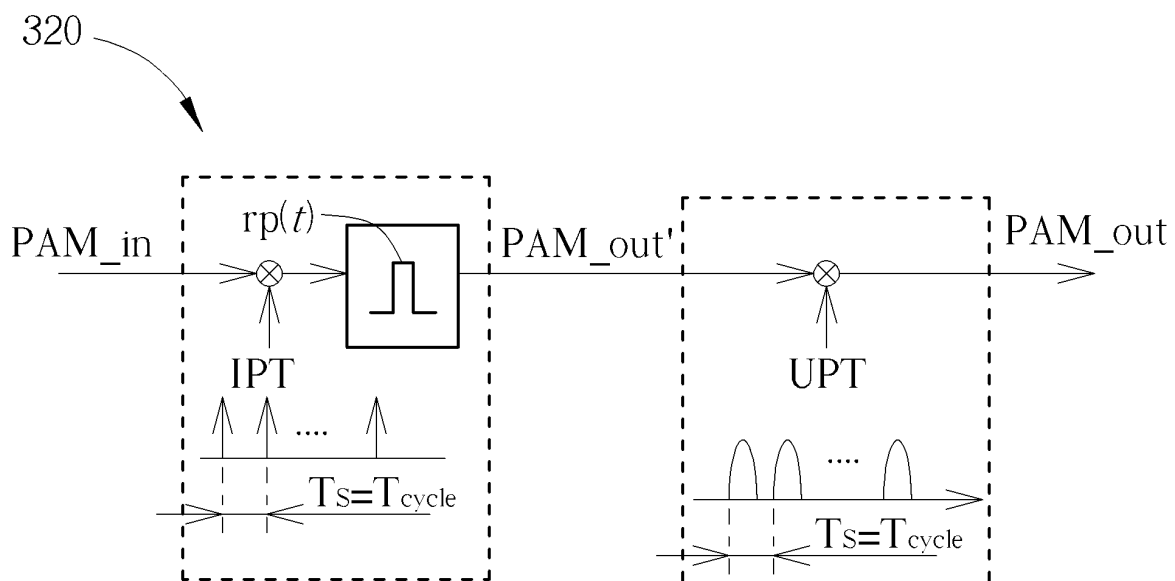 320
rp(t)
PAM_in
PAM_out'
PAM_out
IPT
UPT
....
....
TS=Tcycle
TS=Tcycle